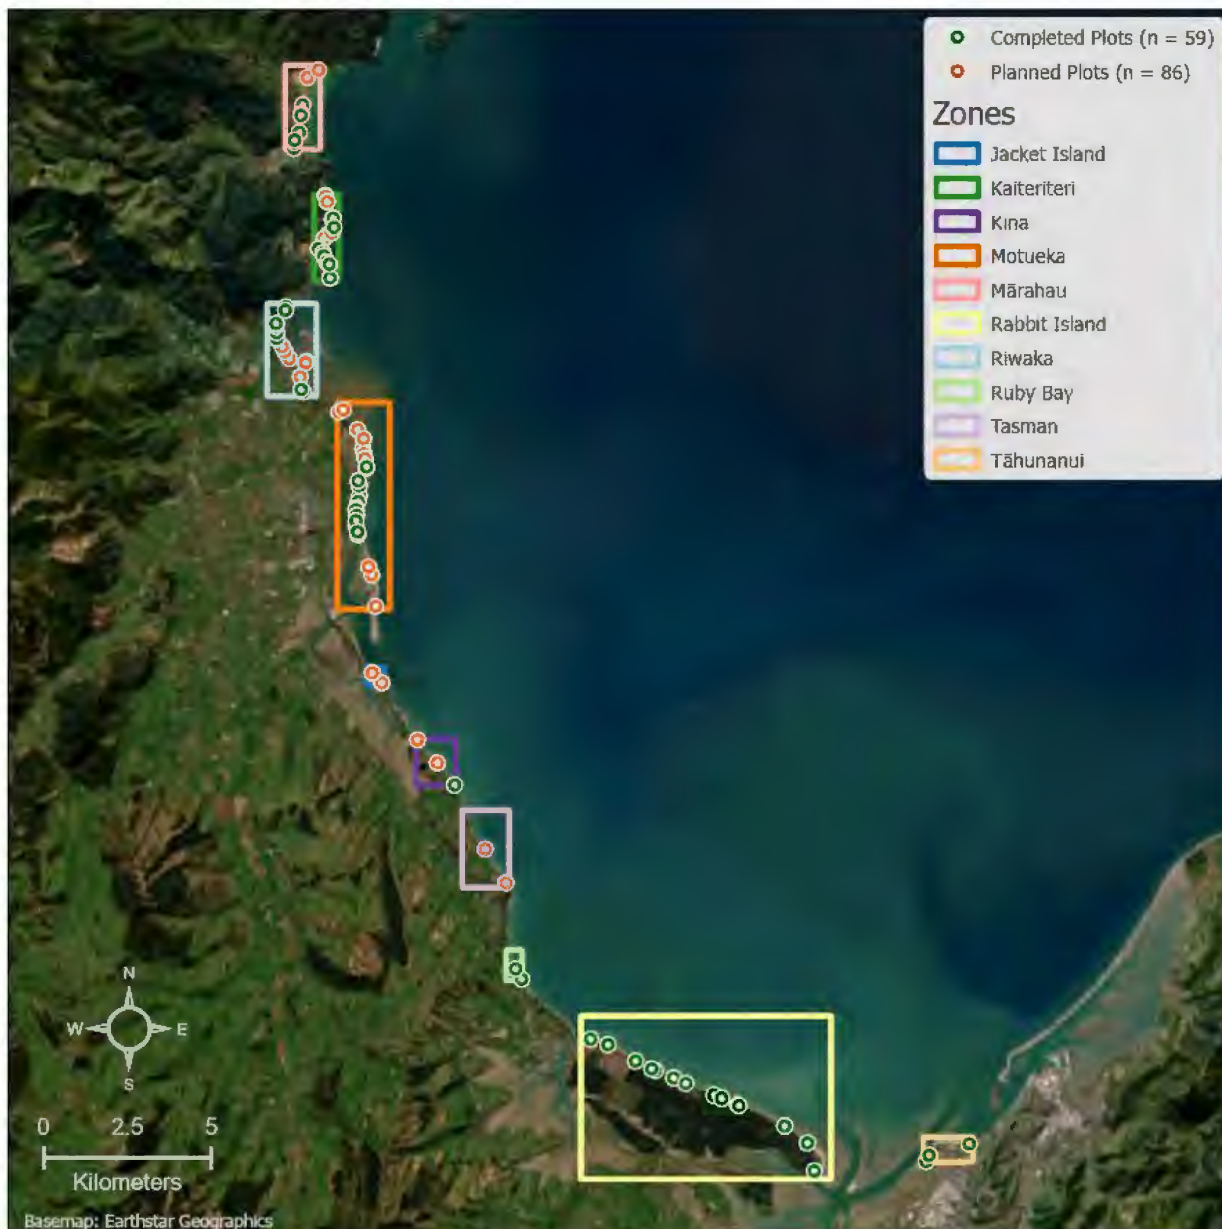 Completed Plots (n = 59)
Planned Plots (n = 86)
Zones
Jacket Island
Kaiteriteri
Kina
Motueka
Mārahau
Rabbit Island
Riwaka
Ruby Bay
Tasman
Tāhunanui
N
W E
S
0 2.5 5
Kilometers
Basemap: Earthstar Geographics